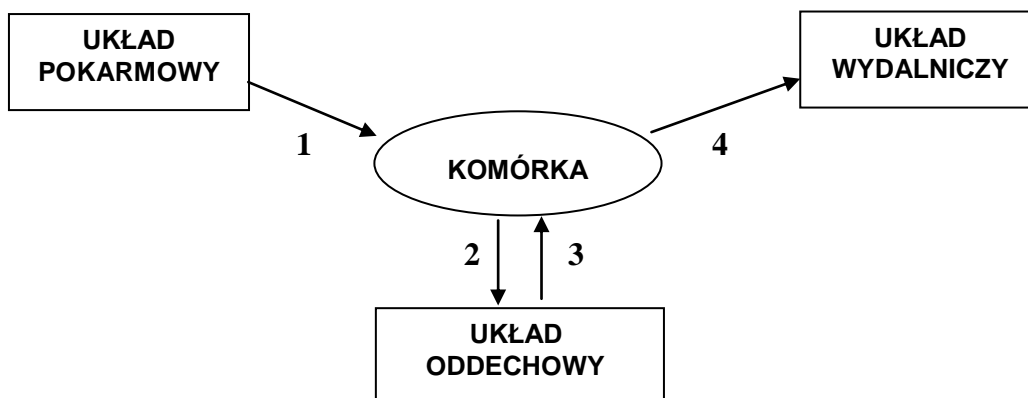 UKŁAD
POKARMOWY
UKŁAD
WYDALNICZY
1
4
KOMÓRKA
2
3
UKŁAD
ODDECHOWY